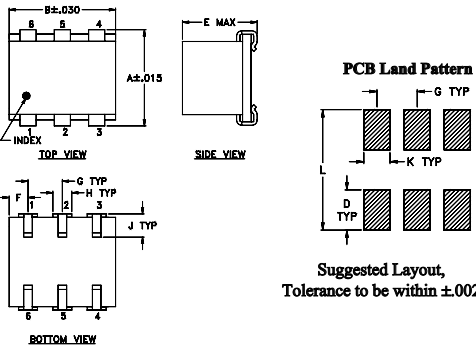 B±.030
6 5 4
A±.015
INDEX
1 2 3
TOP VIEW
E MAX
SIDE VIEW
PCB Land Pattern
G TYP
K TYP
L
D
TYP
Suggested Layout,
Tolerance to be within ±.002
G TYP
H TYP
F
1 2 3
J TYP
6 5 4
BOTTOM VIEW